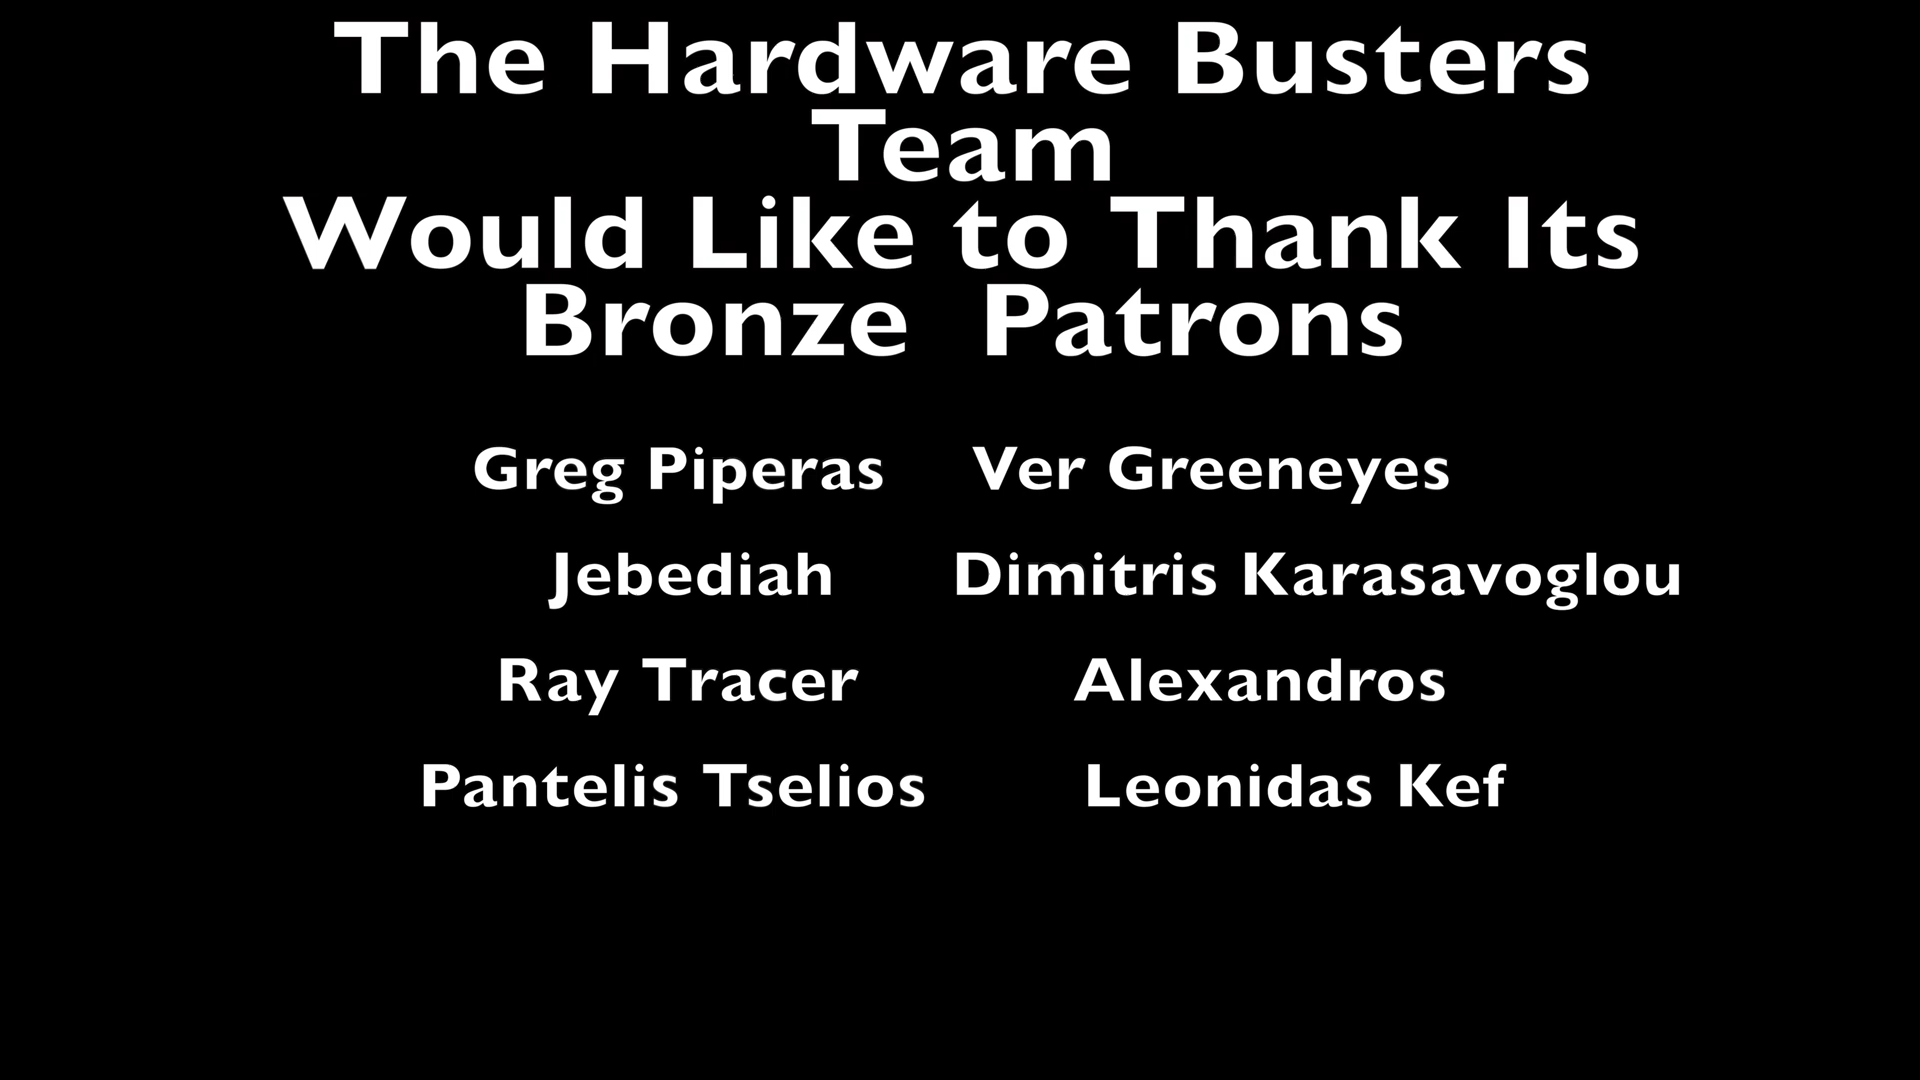 The Hardware Busters
Team
Would Like to Thank Its
Bronze  Patrons
Greg Piperas Ver Greeneyes
Jebediah Dimitris Karasavoglou
Ray Tracer Alexandros
Pantelis Tselios Leonidas Kef